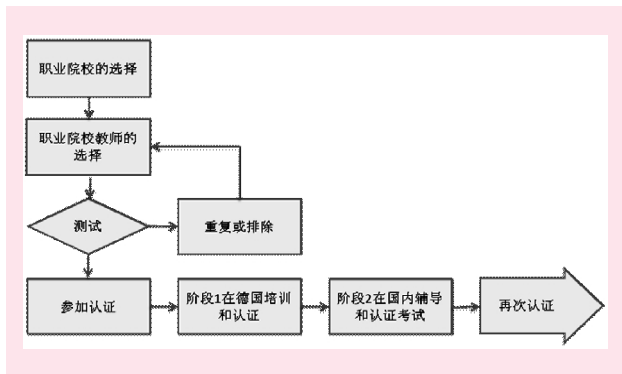 职业院校的选择
职业院校教师的
选择
测试
重复或排除
参加认证
阶段1在德国培训
和认证
阶段2在国内辅导
和认证考试
再次认证